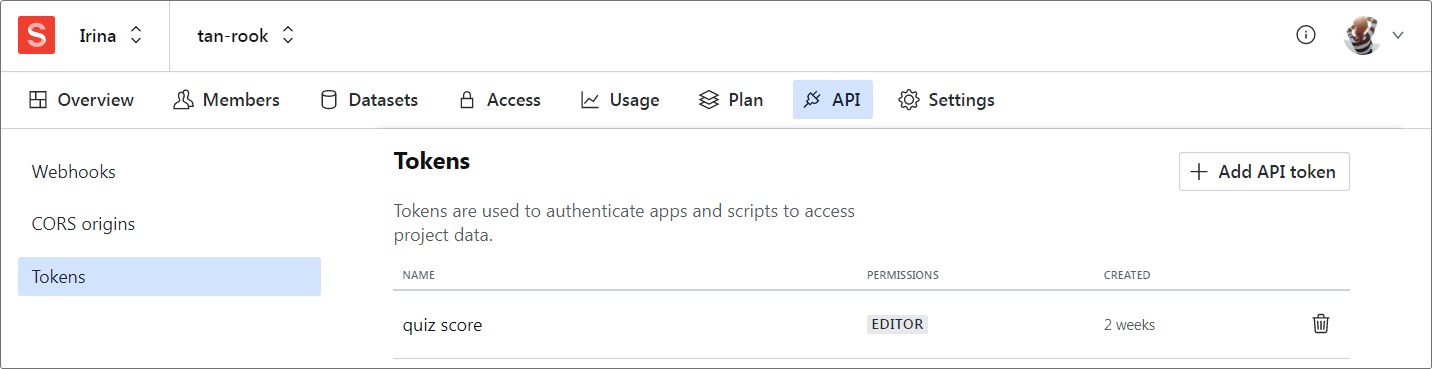 S Irina tan-rook
Overview Members Datasets Access Usage Plan API Settings
Webhooks
CORS origins
Tokens
Tokens
Add API token
Tokens are used to authenticate apps and scripts to access
project data.
NAME PERMISSIONS CREATED
quiz score EDITOR 2 weeks